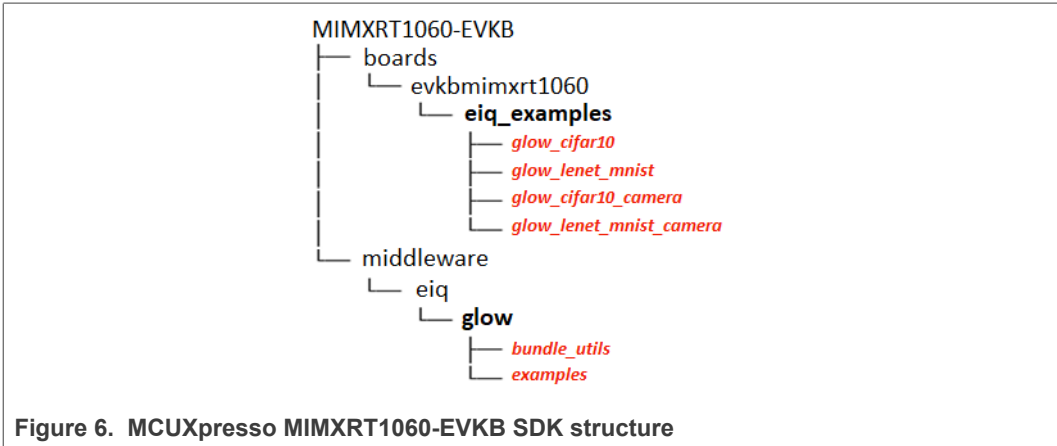 MIMXRT1060-EVKB
boards
evkbmimxrt1060
eiq_examples
glow_cifar10
glow_lenet_mnist
glow_cifar10_camera
glow_lenet_mnist_camera
middleware
eiq
glow
bundle_utils
examples
Figure 6. MCUXpresso MIMXRT1060-EVKB SDK structure